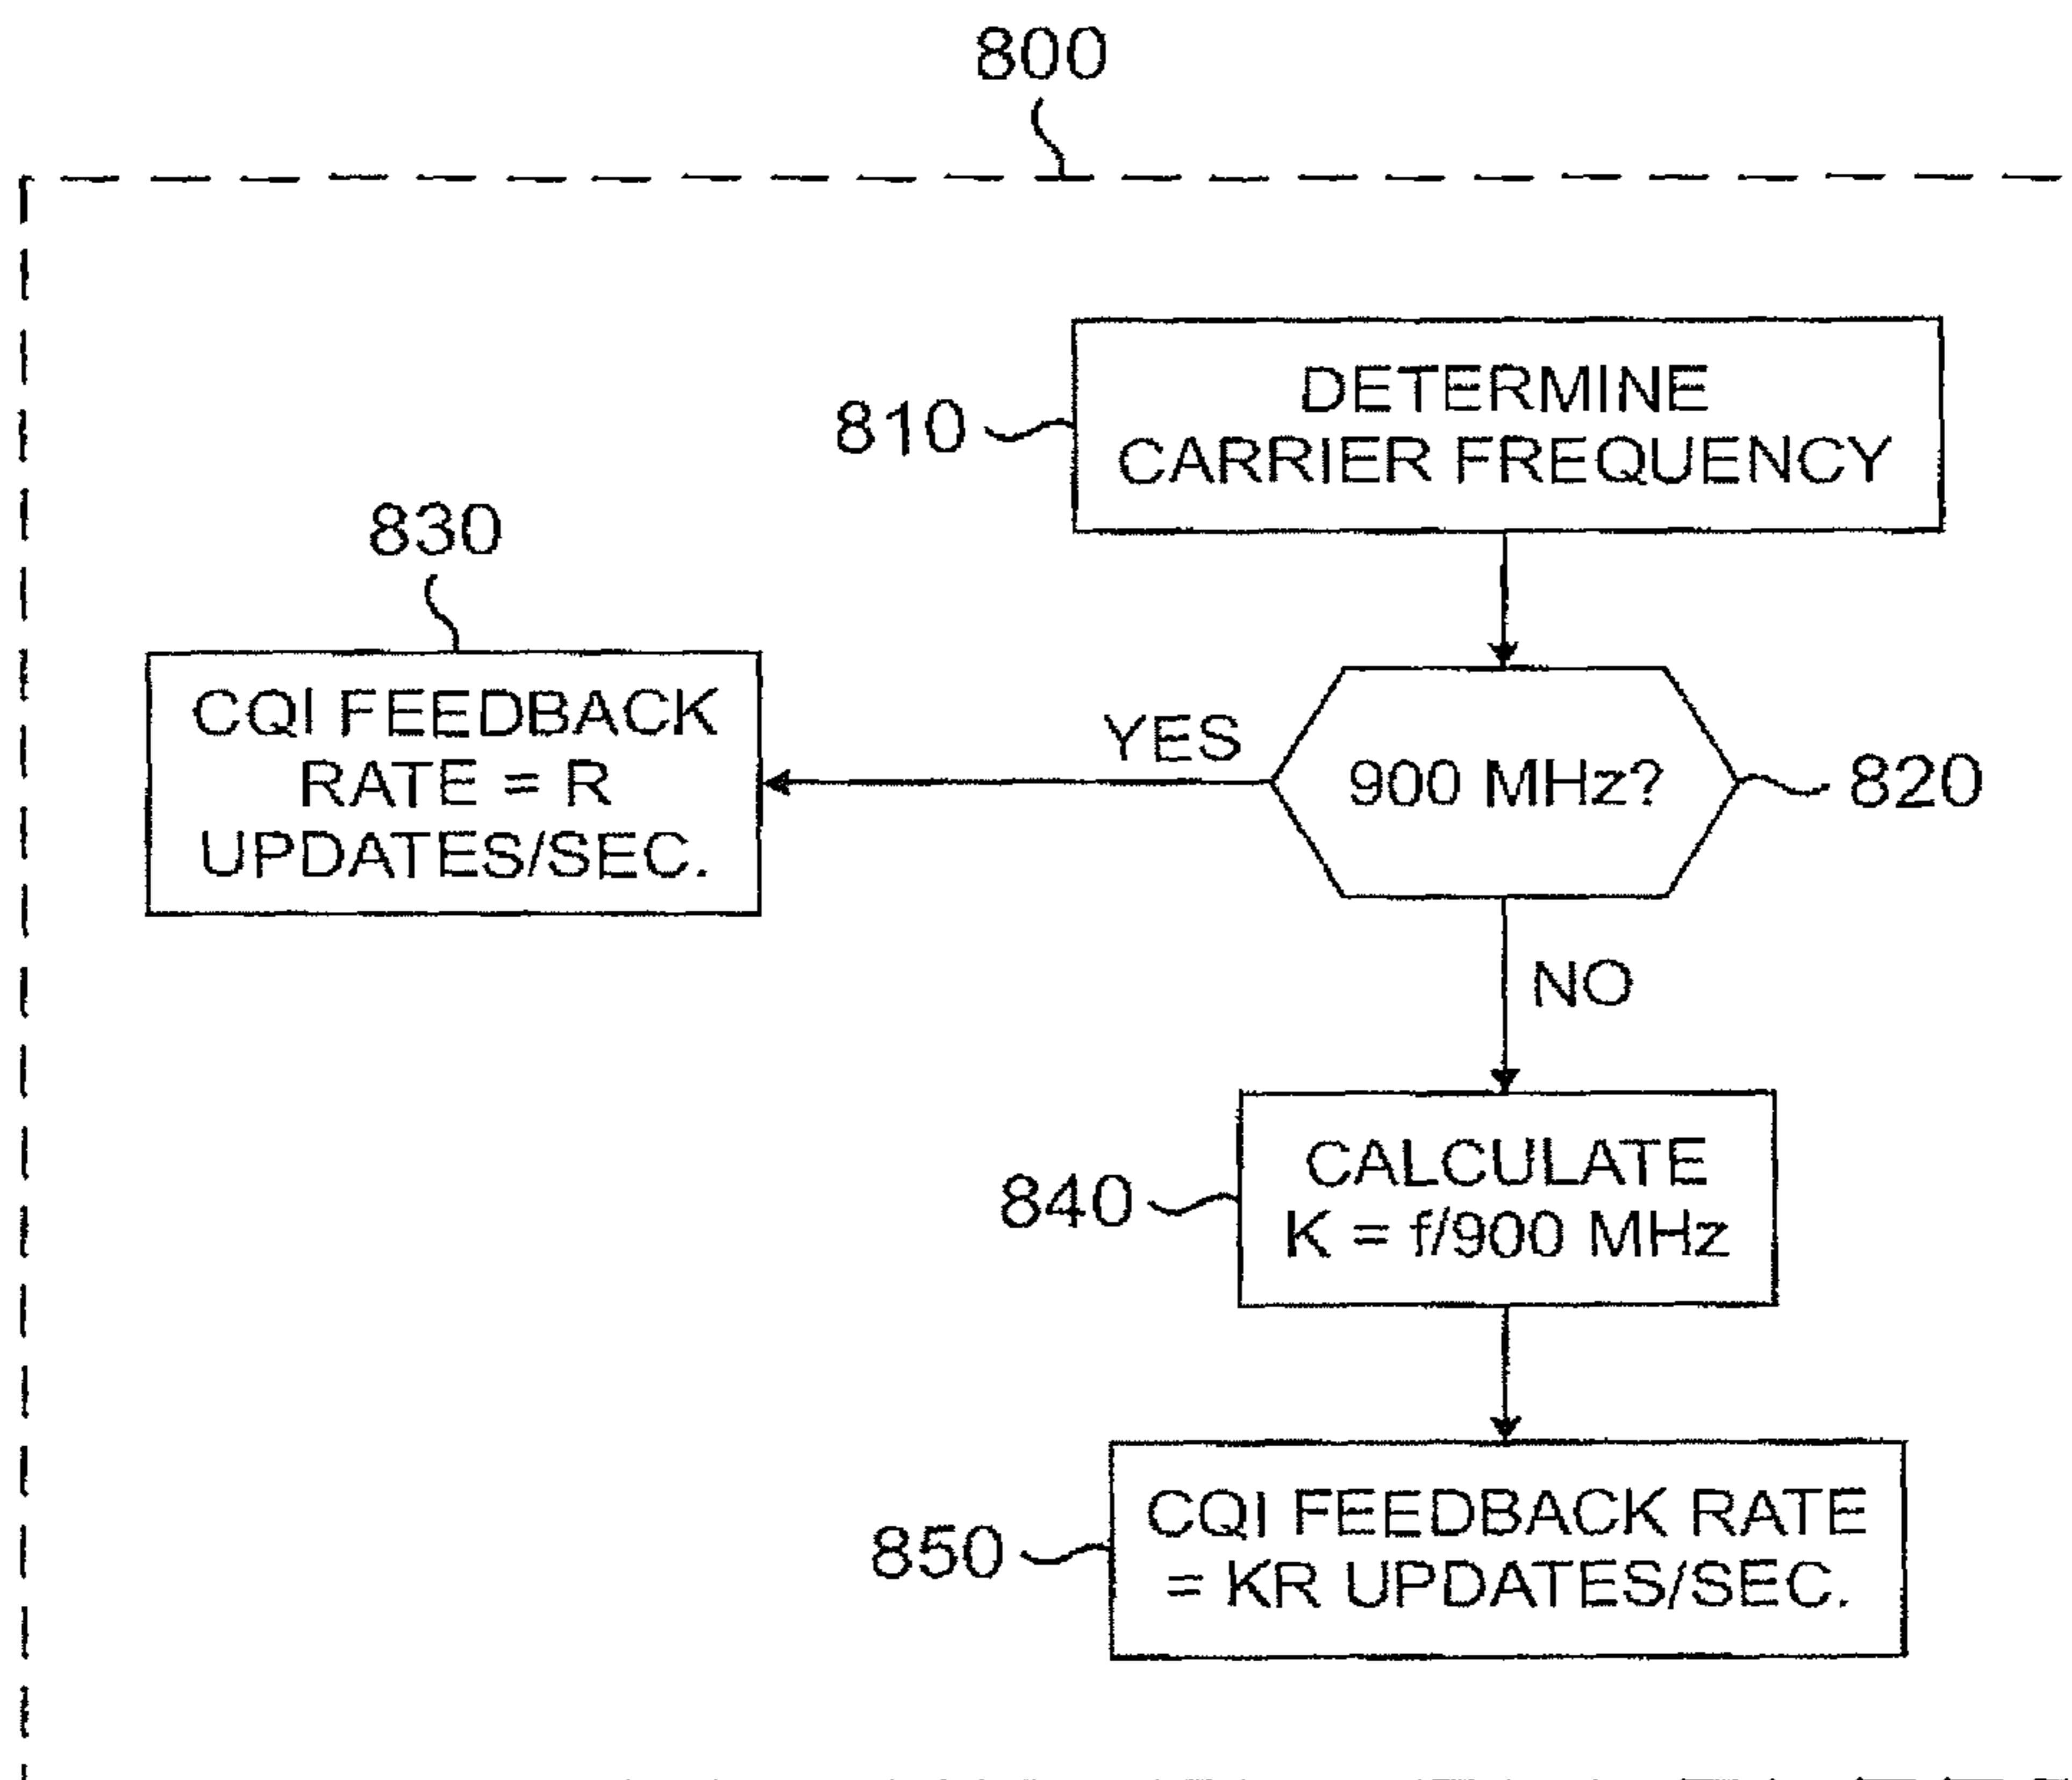 800
810
DETERMINE
CARRIER FREQUENCY
830
CQI FEEDBACK
RATE = R
UPDATES/SEC.
YES
900 MHz?
820
NO
840
CALCULATE
K = f/900 MHz
850
CQI FEEDBACK RATE
= KR UPDATES/SEC.